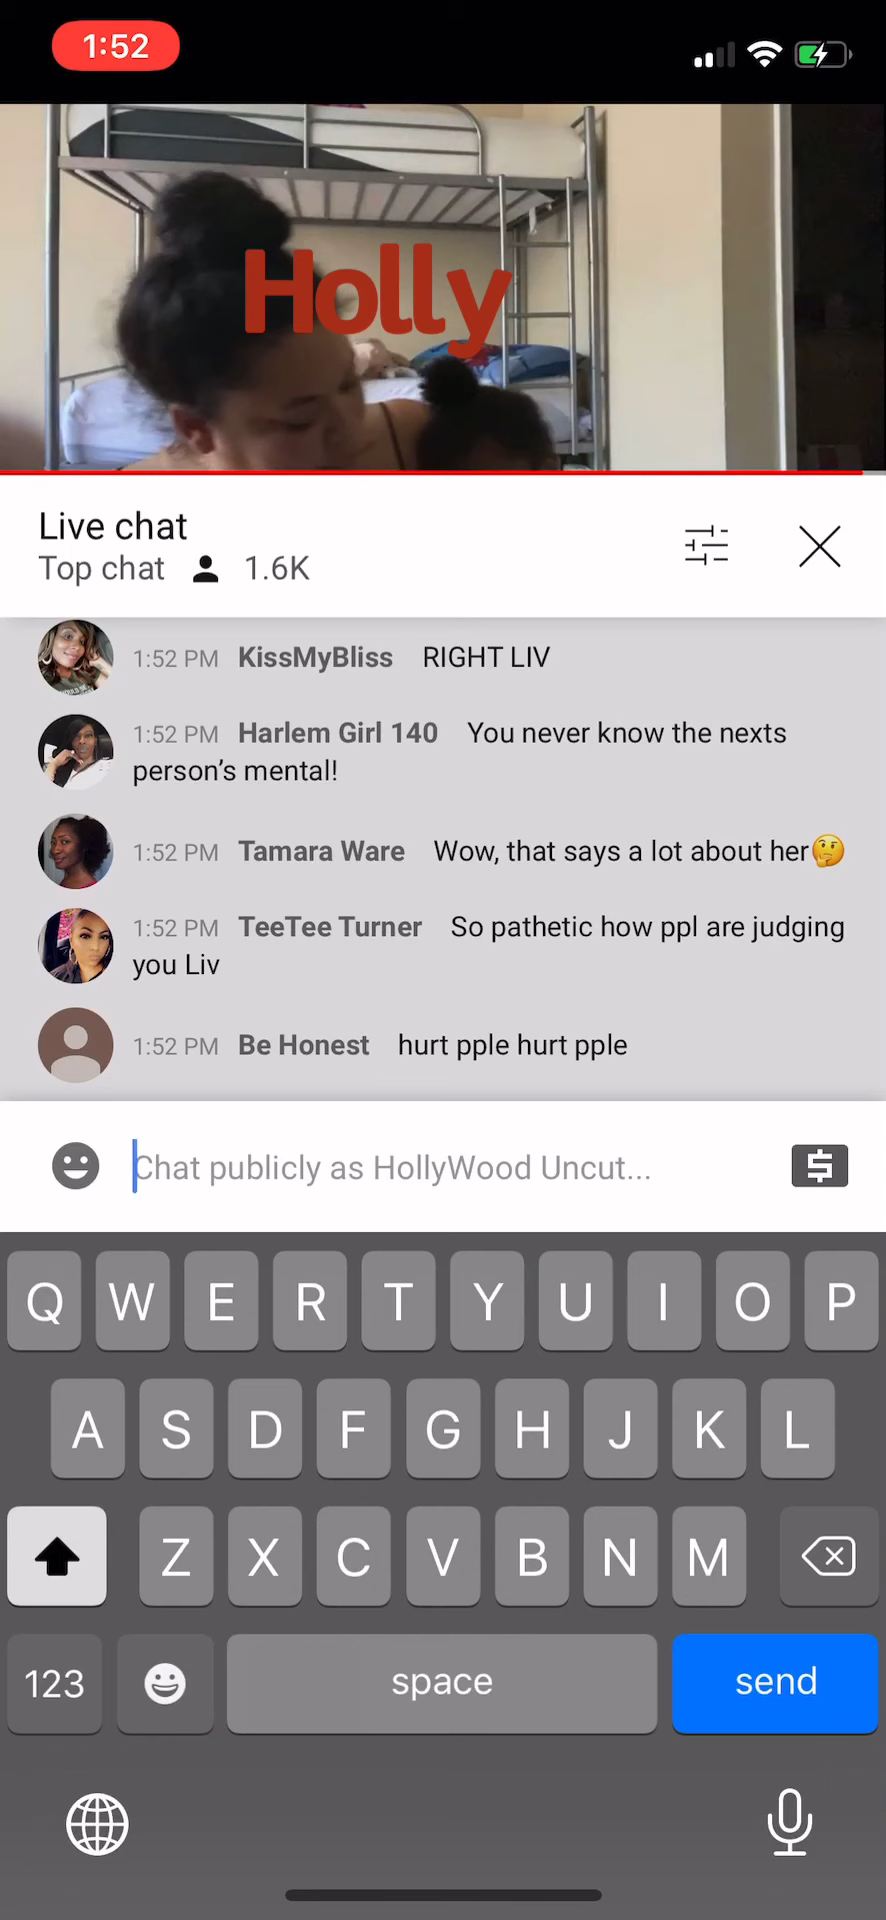 1:52
Holly
Live chat
Top chat 1.6K
1:52 PM KissMyBliss RIGHT LIV
1:52 PM Harlem Girl 140 You never know the nexts
person's mental!
1:52 PM Tamara Ware Wow, that says a lot about her🤔
1:52 PM TeeTee Turner So pathetic how ppl are judging
you Liv
1:52 PM Be Honest hurt pple hurt pple
Chat publicly as HollyWood Uncut...
Q W E R T Y U I O P
A S D F G H J K L
Z X C V B N M
123 space send